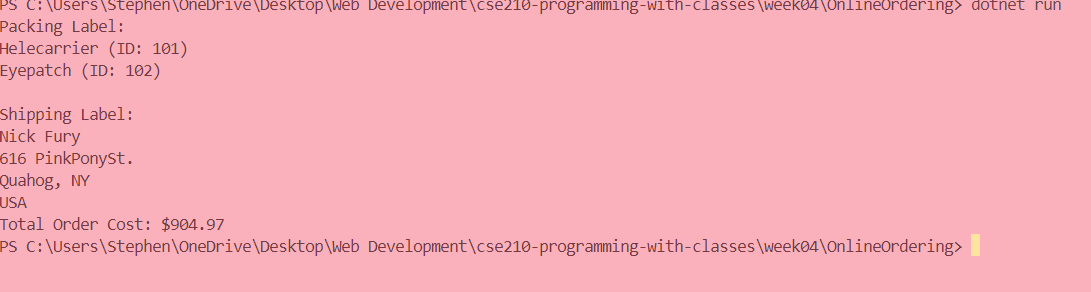 PS C:\Users\Stephen\OneDrive\Desktop\Web Development\cse210-programming-with-classes\week04\OnlineOrdering> dotnet run
Packing Label:
Helecarrier (ID: 101)
Eyepatch (ID: 102)
Shipping Label:
Nick Fury
616 PinkPonySt.
Quahog, NY
USA
Total Order Cost: $904.97
PS C:\Users\Stephen\OneDrive\Desktop\Web Development\cse210-programming-with-classes\week04\OnlineOrdering>